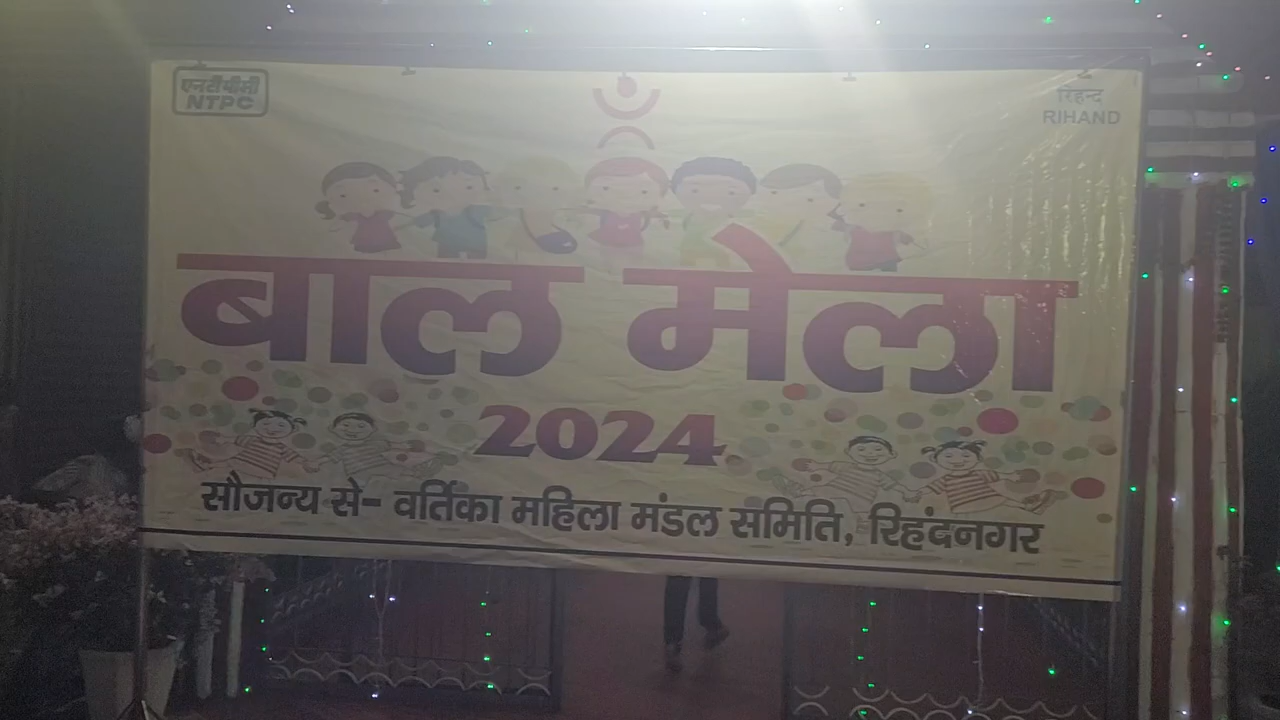 एनटीपीसी
NTPC
रिहन्द
RIHAND
बाल मेला
2024
सौजन्य से- वर्तिका महिला मंडल समिति, रिहंदनगर